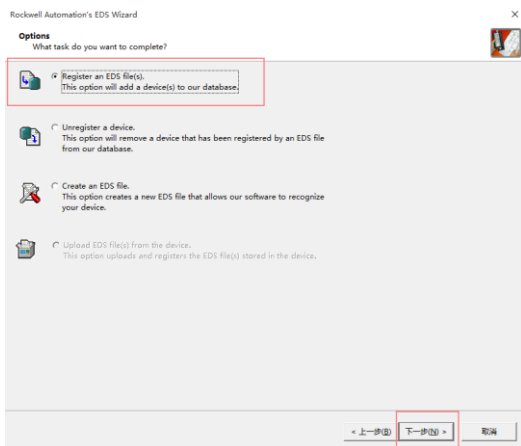 Rockwell Automation's EDS Wizard
Options
What task do you want to complete?
Register an EDS file(s).
This option will add a device(s) to our database.
Unregister a device.
This option will remove a device that has been registered by an EDS file
from our database.
Create an EDS file.
This option creates a new EDS file that allows our software to recognize
your device.
Upload EDS file(s) from the device.
This option uploads and registers the EDS file(s) stored in the device.
< 上一步(B)
下一步(N) >
取消